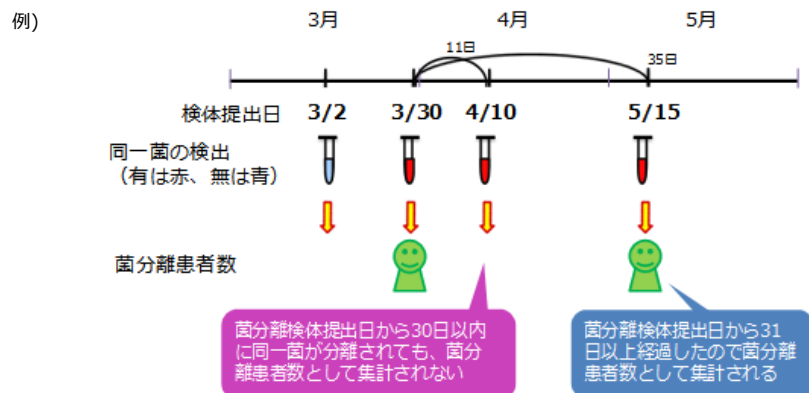 例)
3月 4月 5月
11日
35日
検体提出日 3/2 3/30 4/10 5/15
同一菌の検出
（有は赤、無は青）
菌分離患者数
菌分離検体提出日から30日以内
に同一菌が分離されても、菌分
離患者数として集計されない
菌分離検体提出日から31
日以上経過したので菌分離
患者数として集計される